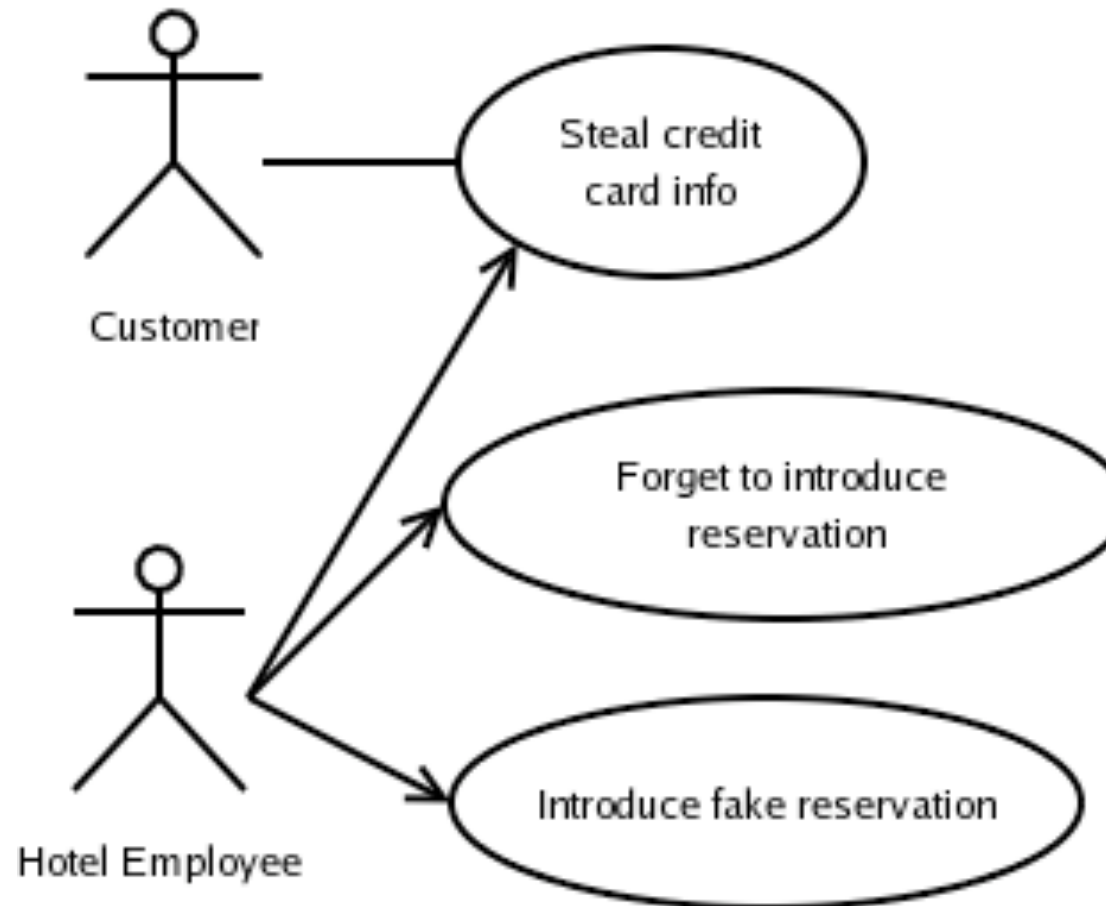 Steal credit
card info
Customer
Forget to introduce
reservation
Introduce fake reservation
Hotel Employee